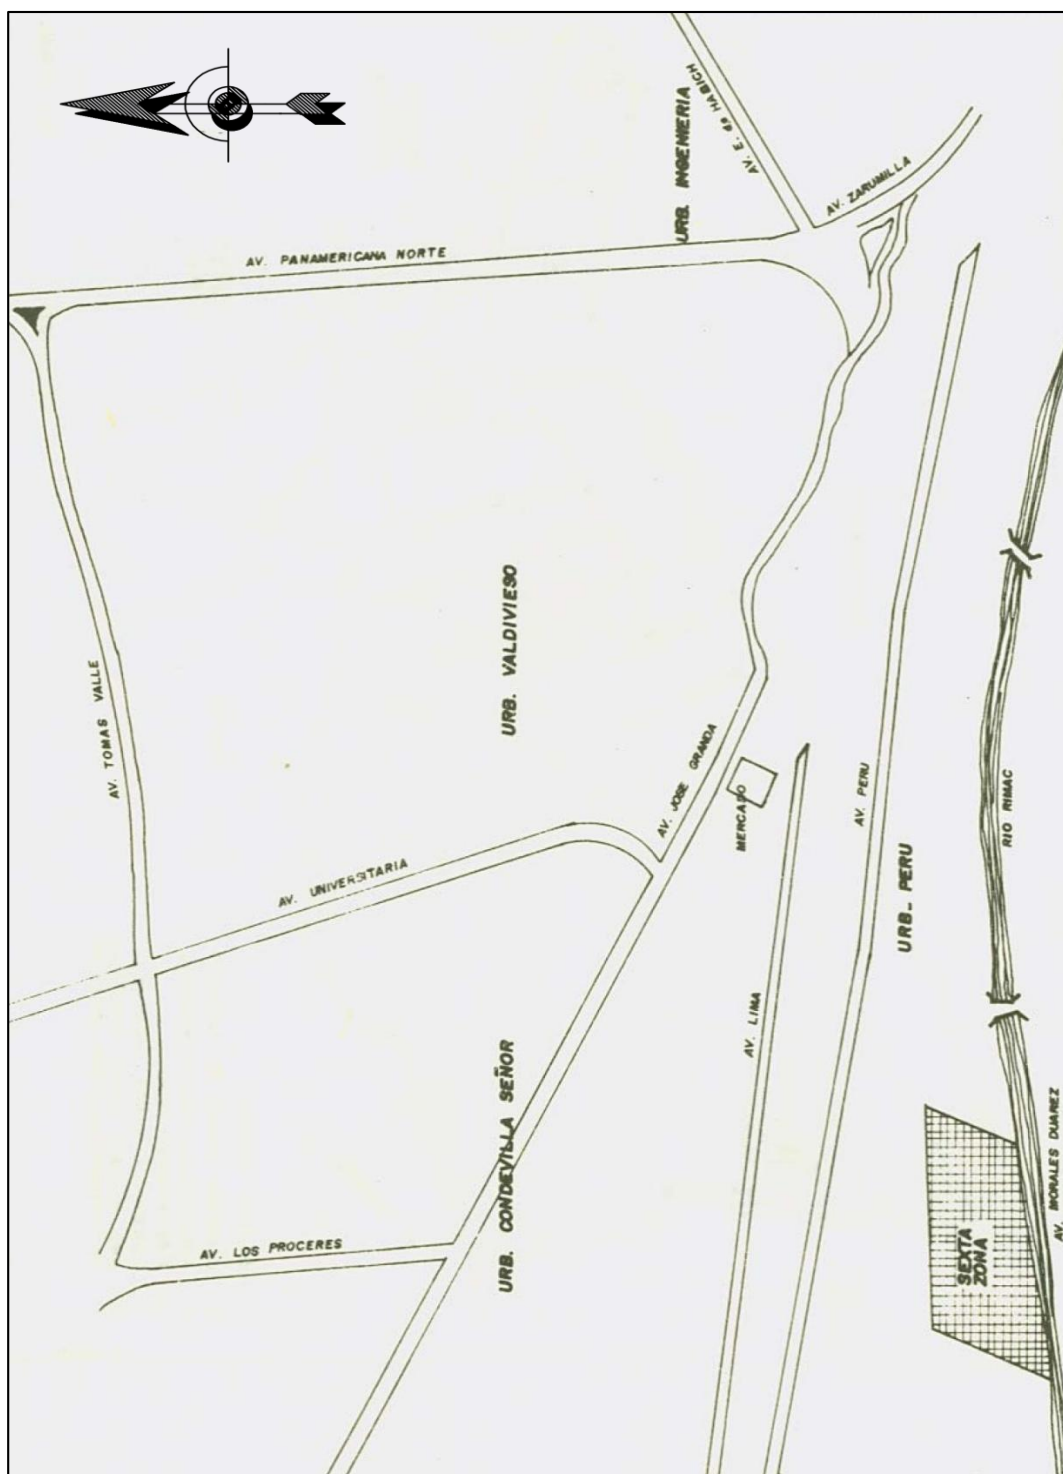 AV. E. de HABICH
URB. INGENIERIA
AV. ZARUMILLA
AV. PANAMERICANA NORTE
URB. VALDIVIESO
AV. TOMAS VALLE
AV. JOSE GRANDA
MERCADO
AV. PERU
RIO RIMAC
AV. UNIVERSITARIA
URB. PERU
AV. LIMA
URB. CONDEVILLA SEÑOR
AV. MORALES DUAREZ
AV. LOS PROCERES
SEXTA
ZONA